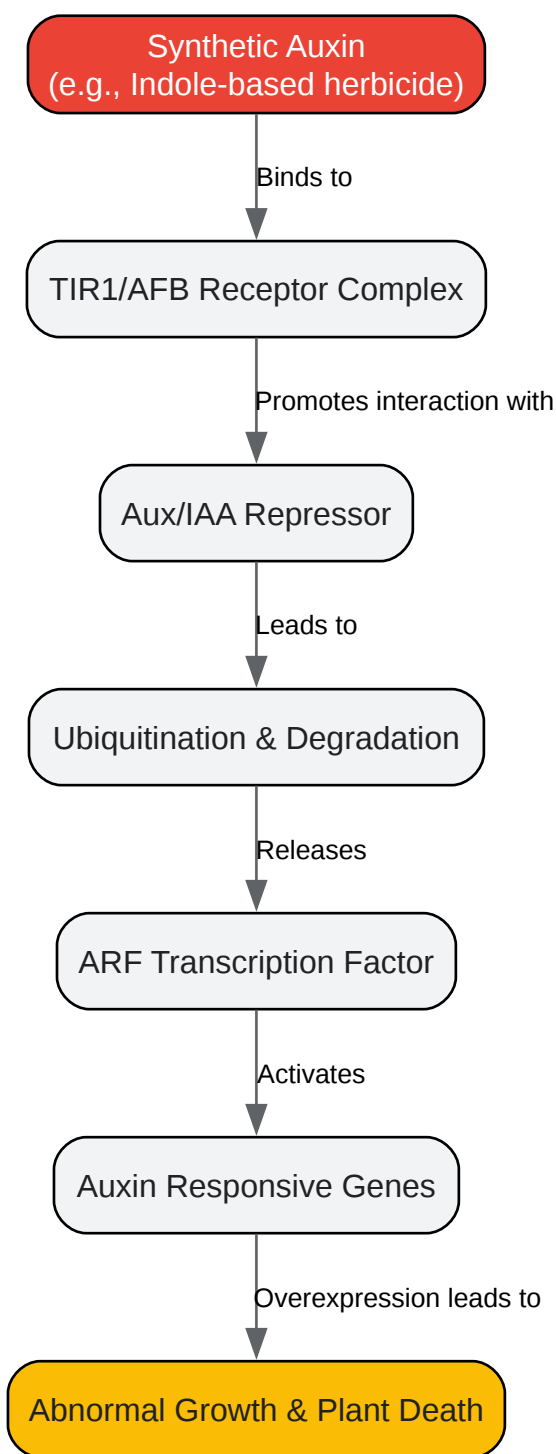 Synthetic Auxin
(e.g., Indole-based herbicide)
Binds to
TIR1/AFB Receptor Complex
Promotes interaction with
Aux/IAA Repressor
Leads to
Ubiquitination & Degradation
Releases
ARF Transcription Factor
Activates
Auxin Responsive Genes
Overexpression leads to
Abnormal Growth & Plant Death